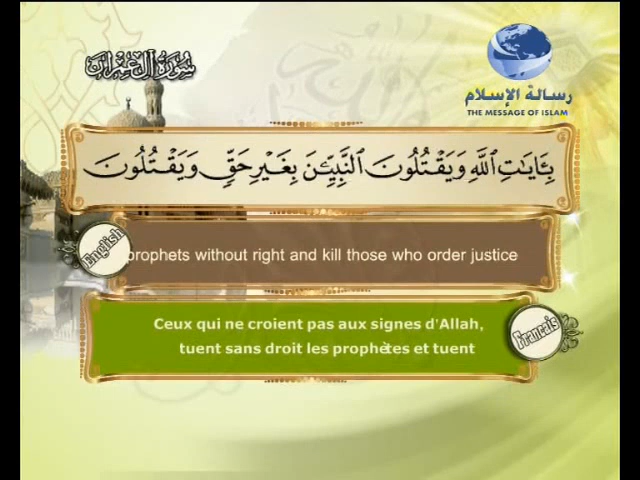 سُورَةُ آلِ عِمْرَانَ
رسالة الإسلام
THE MESSAGE OF ISLAM
بِـَٔايَـٰتِ ٱللَّهِ وَيَقْتُلُونَ ٱلنَّبِيِّـۧنَ بِغَيْرِ حَقٍّ وَيَقْتُلُونَ
English
prophets without right and kill those who order justice
Ceux qui ne croient pas aux signes d'Allah,
tuent sans droit les prophètes et tuent
Francais